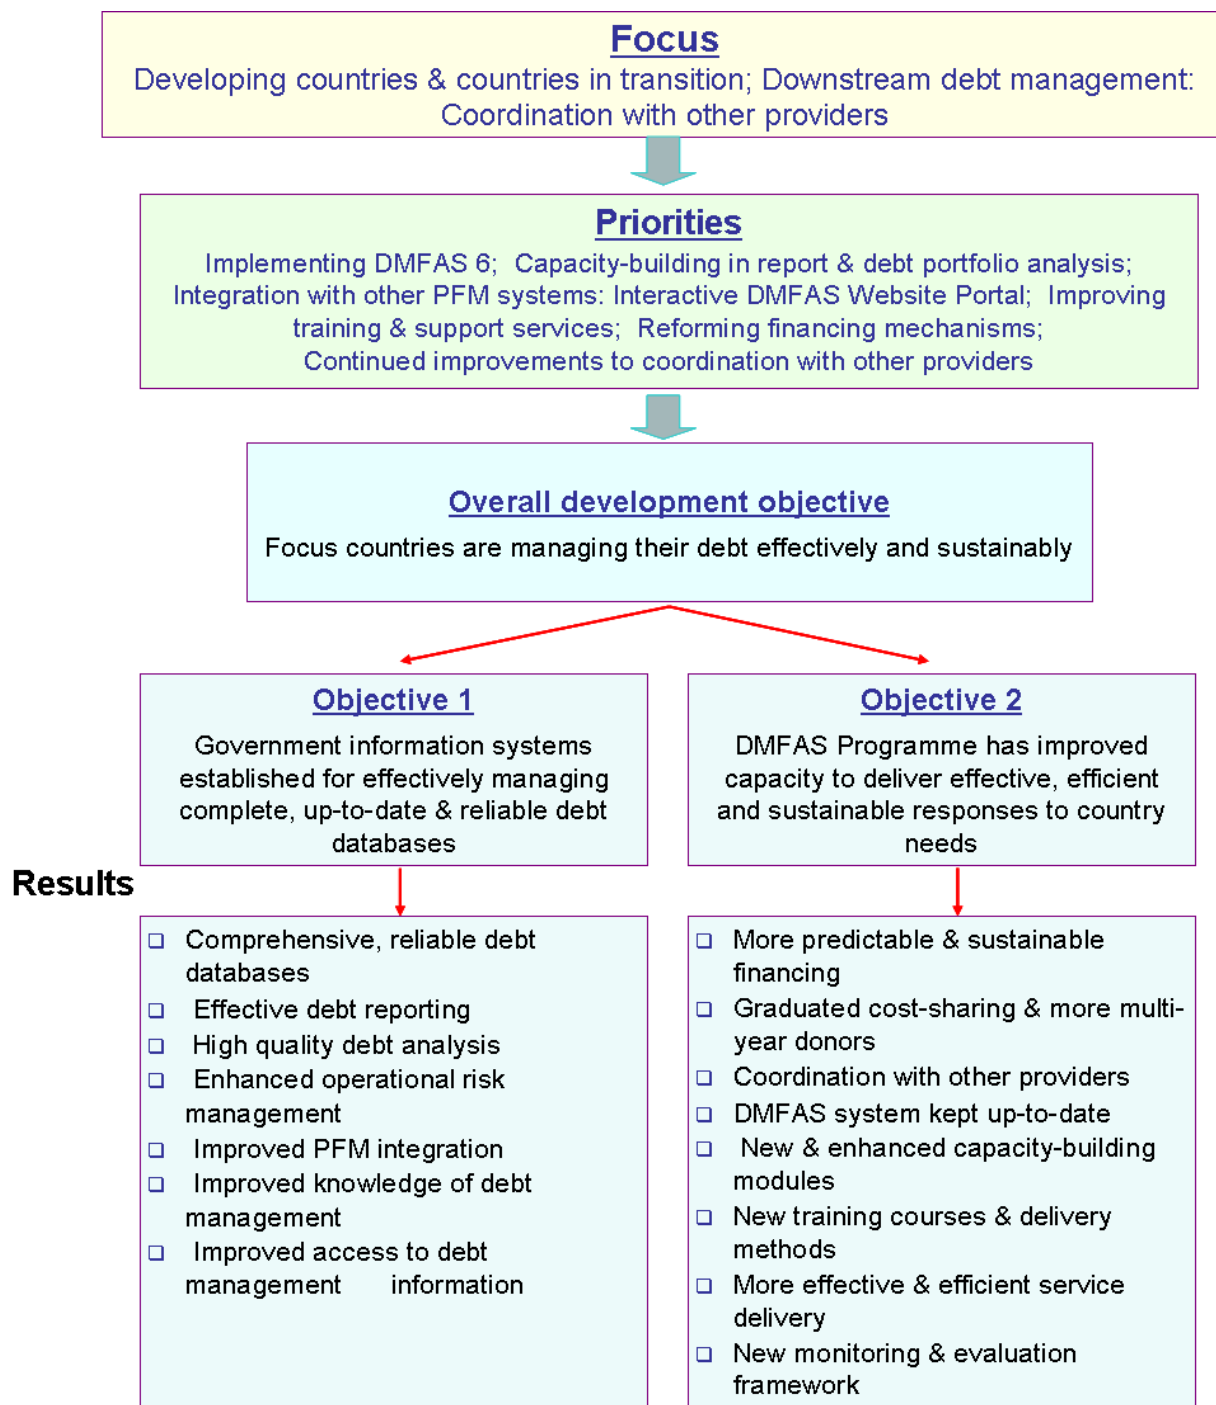 Focus
Developing countries & countries in transition; Downstream debt management:
Coordination with other providers
Priorities
Implementing DMFAS 6; Capacity-building in report & debt portfolio analysis;
Integration with other PFM systems: Interactive DMFAS Website Portal; Improving
training & support services; Reforming financing mechanisms;
Continued improvements to coordination with other providers
Overall development objective
Focus countries are managing their debt effectively and sustainably
Objective 1
Government information systems
established for effectively managing
complete, up-to-date & reliable debt
databases
Objective 2
DMFAS Programme has improved
capacity to deliver effective, efficient
and sustainable responses to country
needs
Results
Comprehensive, reliable debt
databases
Effective debt reporting
High quality debt analysis
Enhanced operational risk
management
Improved PFM integration
Improved knowledge of debt
management
Improved access to debt
management information
More predictable & sustainable
financing
Graduated cost-sharing & more multi-
year donors
Coordination with other providers
DMFAS system kept up-to-date
New & enhanced capacity-building
modules
New training courses & delivery
methods
More effective & efficient service
delivery
New monitoring & evaluation
framework